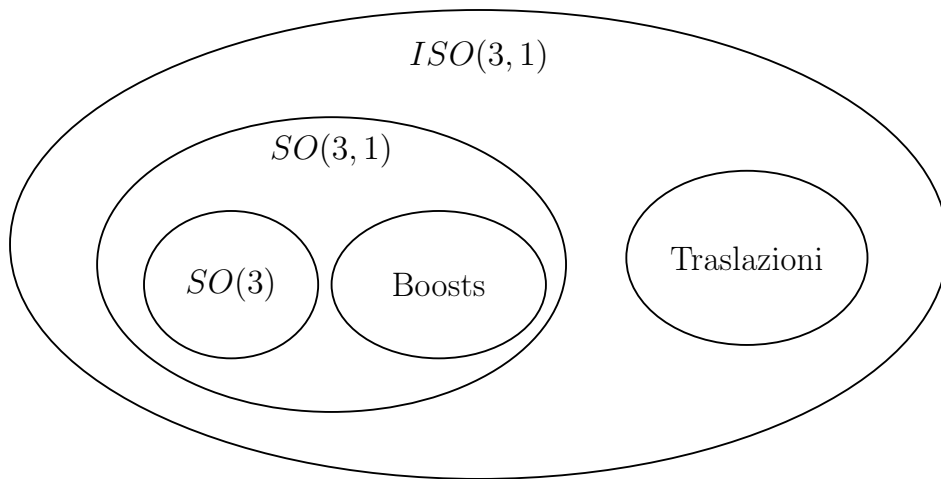 ISO(3, 1)
SO(3, 1)
SO(3)
Boosts
Traslazioni